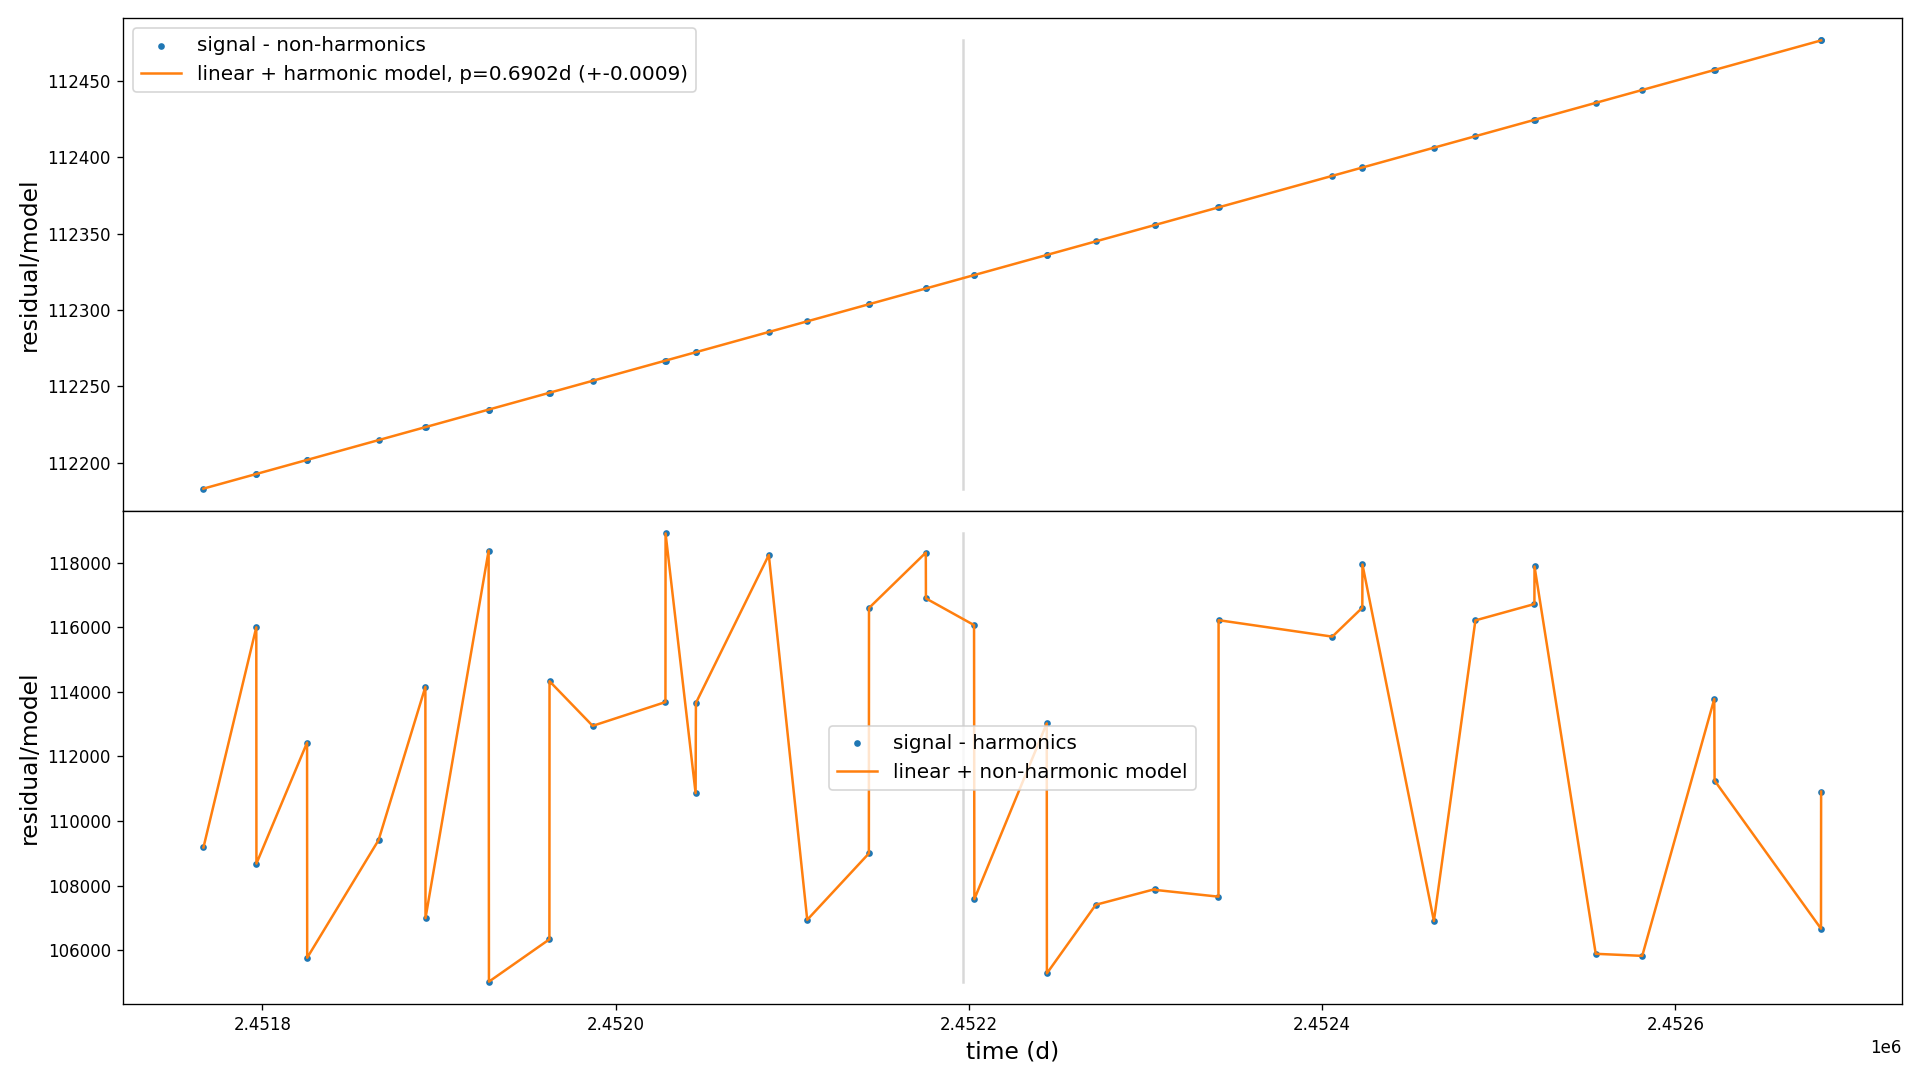 signal - non-harmonics
linear + harmonic model, p=0.6902d (+-0.0009)
residual/model
112450
112400
112350
112300
112250
112200
signal - harmonics
linear + non-harmonic model
residual/model
118000
116000
114000
112000
110000
108000
106000
2.4518 2.4520 2.4522 2.4524 2.4526
time (d)
1e6